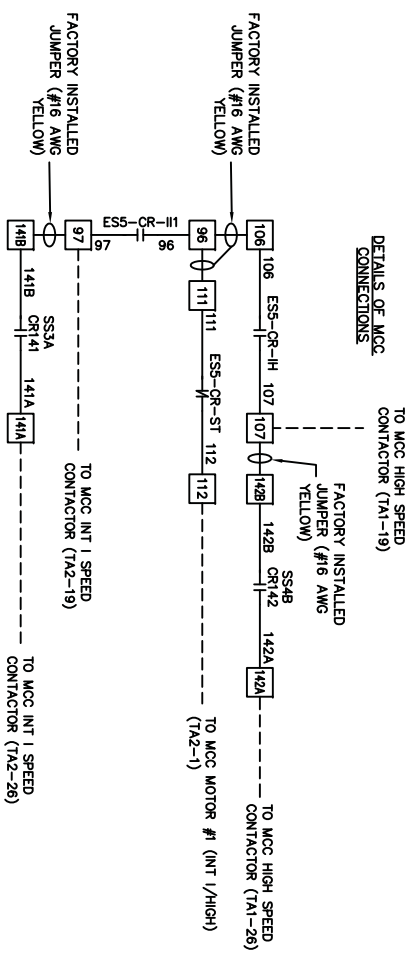 DETAILS OF MCC
CONNECTIONS
TO MCC HIGH SPEED
CONTACTOR (TA1-19)
FACTORY INSTALLED
JUMPER (#16 AWG
YELLOW)
106
106
ES5-CR-IH
107
107
FACTORY INSTALLED
JUMPER (#16 AWG
YELLOW)
142B
142B
SS4B
CR142
142A
142A
TO MCC HIGH SPEED
CONTACTOR (TA1-26)
96
96
111
111
ES5-CR-ST
112
112
TO MCC MOTOR #1 (INT I/HIGH)
(TA2-1)
ES5-CR-II1
97
97
TO MCC INT I SPEED
CONTACTOR (TA2-19)
FACTORY INSTALLED
JUMPER (#16 AWG
YELLOW)
141B
141B
SS3A
CR141
141A
141A
TO MCC INT I SPEED
CONTACTOR (TA2-26)